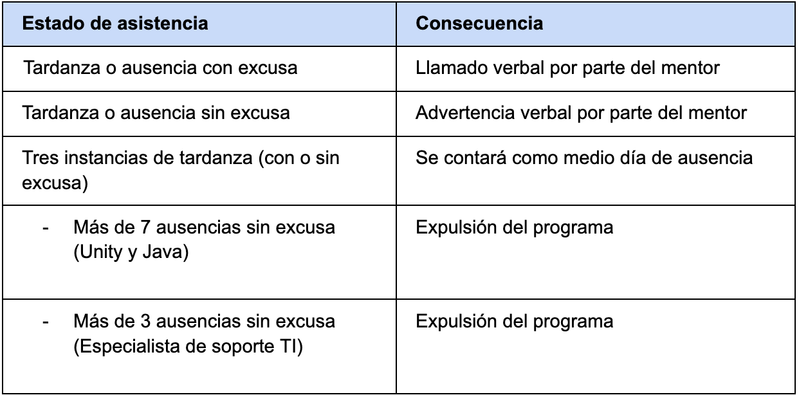 Estado de asistencia
Consecuencia
Tardanza o ausencia con excusa
Llamado verbal por parte del mentor
Tardanza o ausencia sin excusa
Advertencia verbal por parte del mentor
Tres instancias de tardanza (con o sin
excusa)
Se contará como medio día de ausencia
- Más de 7 ausencias sin excusa
(Unity y Java)
Expulsión del programa
- Más de 3 ausencias sin excusa
(Especialista de soporte TI)
Expulsión del programa